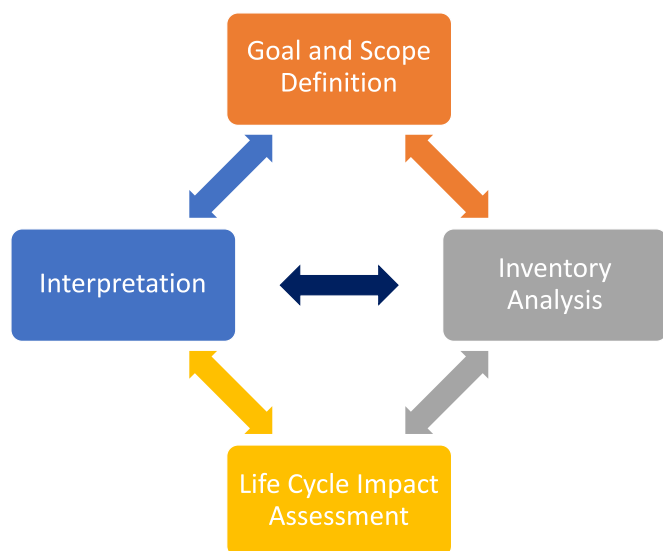 Goal and Scope
Definition
Interpretation
Inventory
Analysis
Life Cycle Impact
Assessment